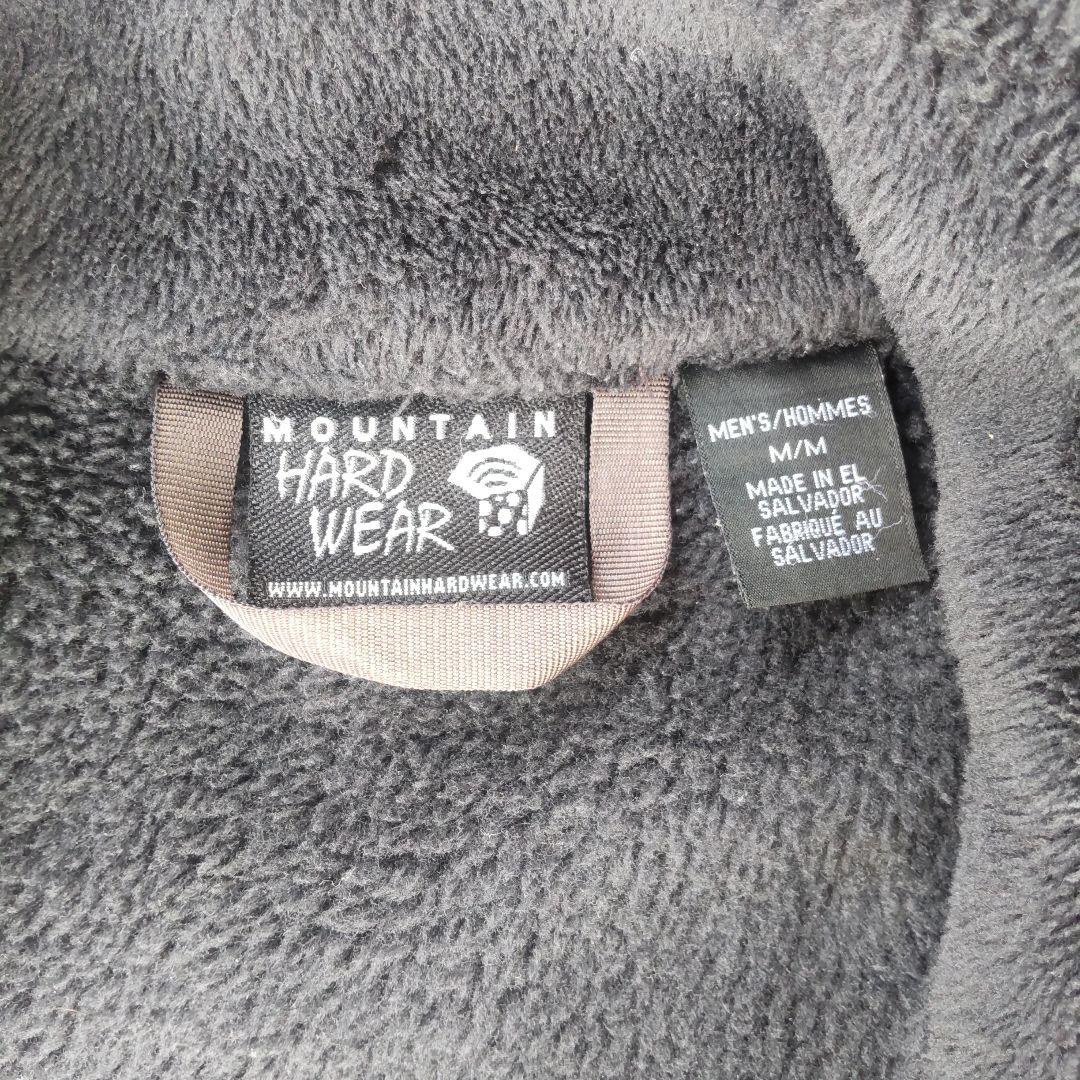 MOUNTAIN
HARD
WEAR
WWW.MOUNTAINHARDWEAR.COM
MEN'S/HOMMES
M/M
MADE IN EL
SALVADOR
FABRIQUÉ AU
SALVADOR